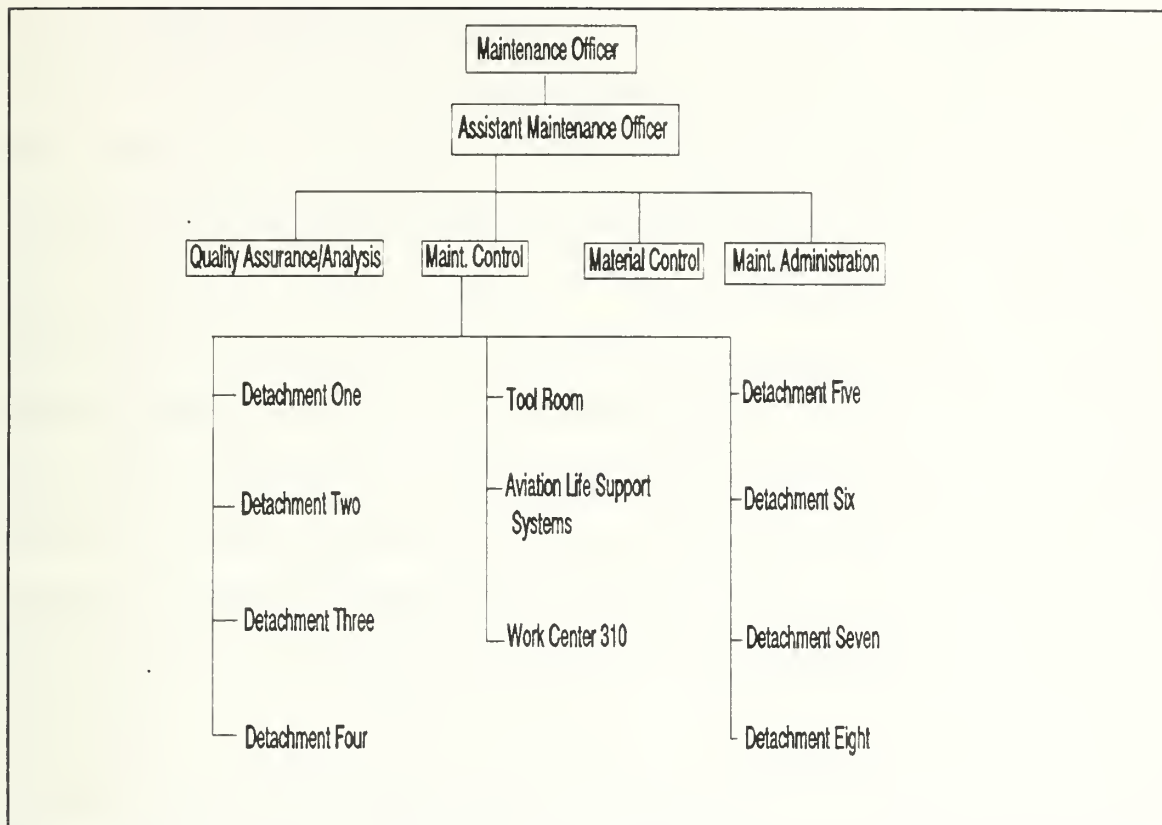 Maintenance Officer
Assistant Maintenance Officer
Quality Assurance/Analysis
Maint. Control
Material Control
Maint. Administration
Detachment One
Detachment Two
Detachment Three
Detachment Four
Tool Room
Aviation Life Support
Systems
Work Center 310
Detachment Five
Detachment Six
Detachment Seven
Detachment Eight